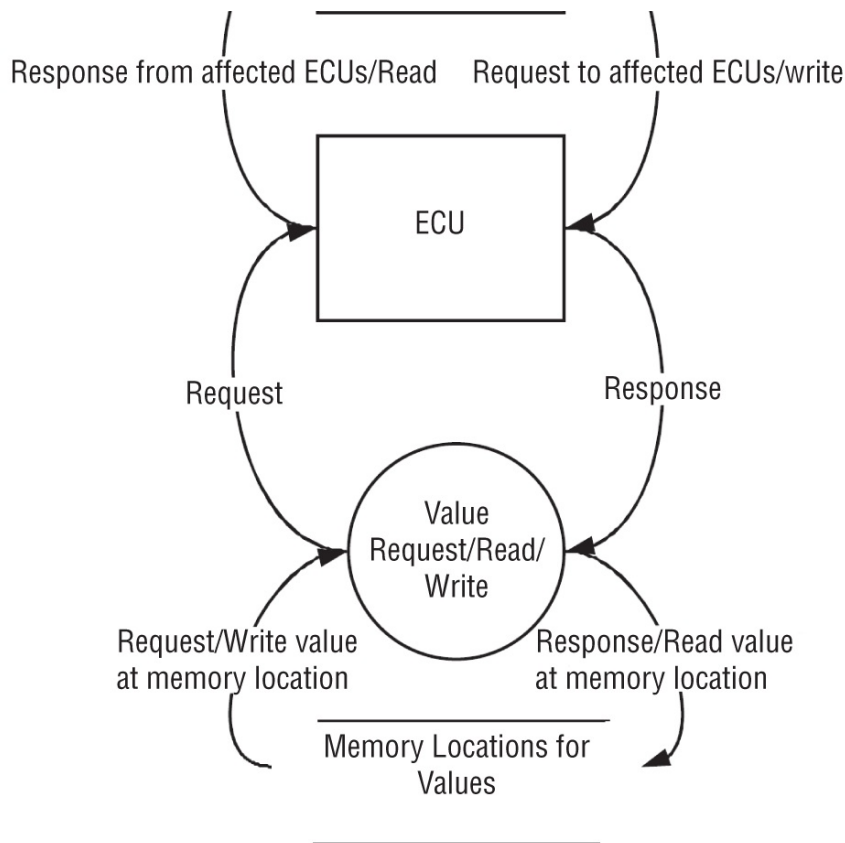 Response from affected ECUs/Read
Request to affected ECUs/write
ECU
Request
Response
Value
Request/Read/
Write
Request/Write value
at memory location
Response/Read value
at memory location
Memory Locations for
Values